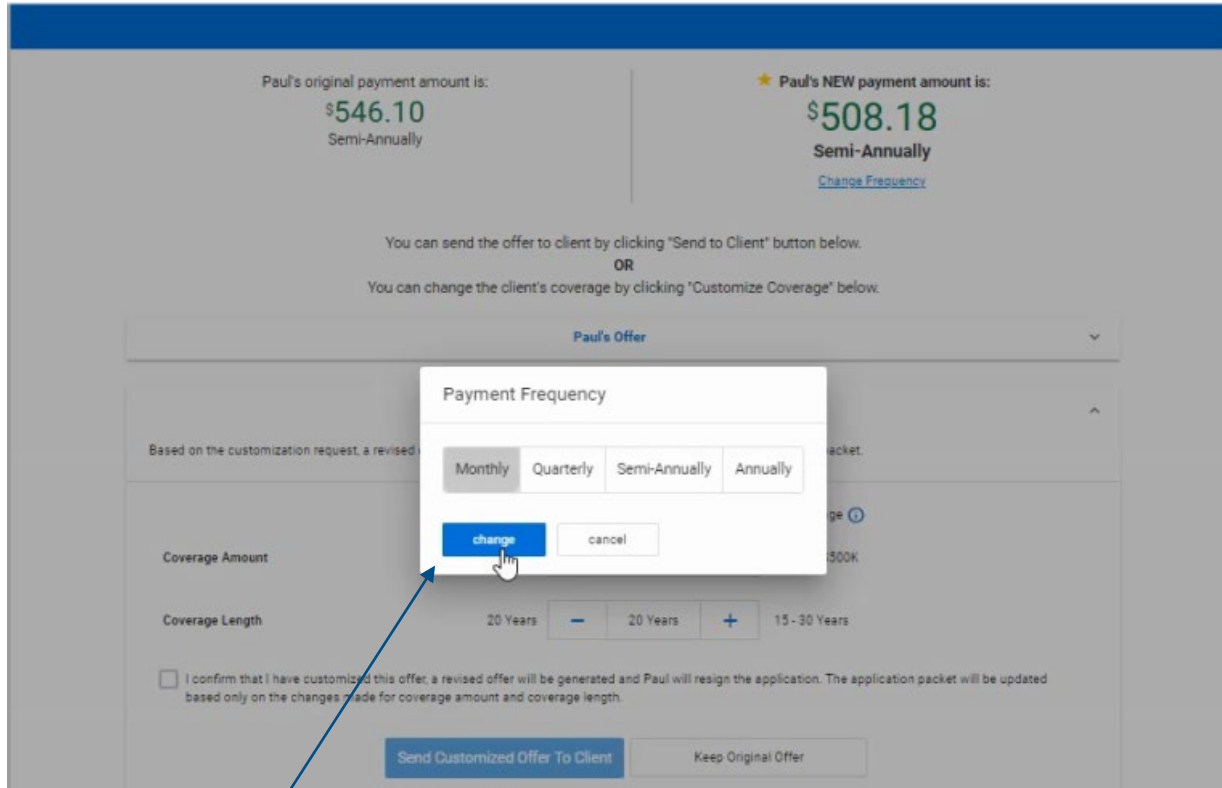 Paul's original payment amount is:
$546.10
Semi-Annually
Paul's NEW payment amount is:
$508.18
Semi-Annually
Change Frequency
You can send the offer to client by clicking "Send to Client" button below.
OR
You can change the client's coverage by clicking "Customize Coverage" below.
Paul's Offer
Payment Frequency
Based on the customization request, a revised
acket.
Monthly Quarterly Semi-Annually Annually
ge
change cancel
Coverage Amount
500K
Coverage Length 20 Years − 20 Years + 15 - 30 Years
I confirm that I have customized this offer, a revised offer will be generated and Paul will resign the application. The application packet will be updated
based only on the changes made for coverage amount and coverage length.
Send Customized Offer To Client Keep Original Offer